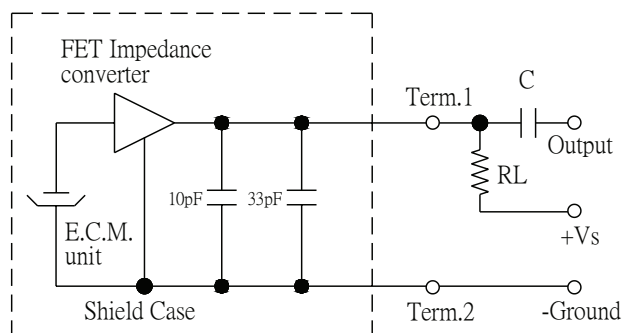 FET Impedance
converter
Term.1
C
Output
RL
10pF
33pF
+Vs
E.C.M.
unit
Shield Case
Term.2
-Ground